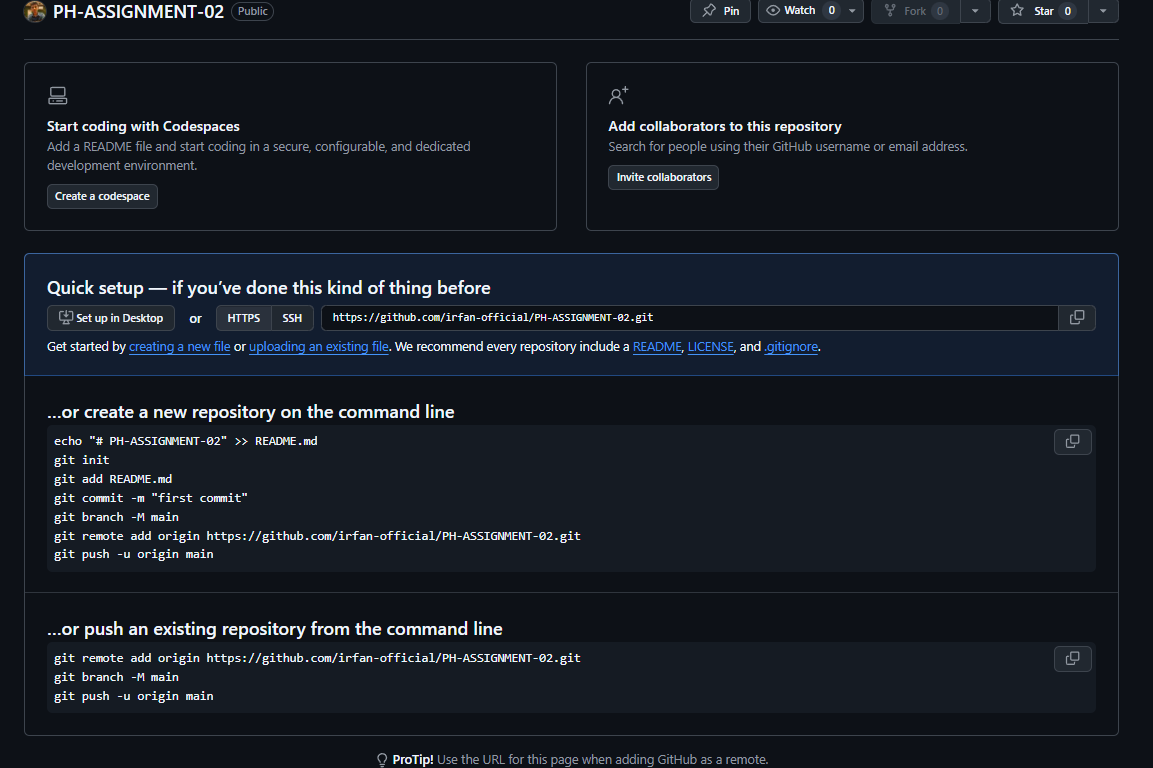 PH-ASSIGNMENT-02 Public
Pin
Watch 0
Fork 0
Star 0
Start coding with Codespaces
Add a README file and start coding in a secure, configurable, and dedicated
development environment.
Create a codespace
Add collaborators to this repository
Search for people using their GitHub username or email address.
Invite collaborators
Quick setup — if you’ve done this kind of thing before
Set up in Desktop or HTTPS SSH https://github.com/irfan-official/PH-ASSIGNMENT-02.git
Get started by creating a new file or uploading an existing file. We recommend every repository include a README, LICENSE, and .gitignore.
…or create a new repository on the command line
echo "# PH-ASSIGNMENT-02" >> README.md
git init
git add README.md
git commit -m "first commit"
git branch -M main
git remote add origin https://github.com/irfan-official/PH-ASSIGNMENT-02.git
git push -u origin main
…or push an existing repository from the command line
git remote add origin https://github.com/irfan-official/PH-ASSIGNMENT-02.git
git branch -M main
git push -u origin main
ProTip! Use the URL for this page when adding GitHub as a remote.